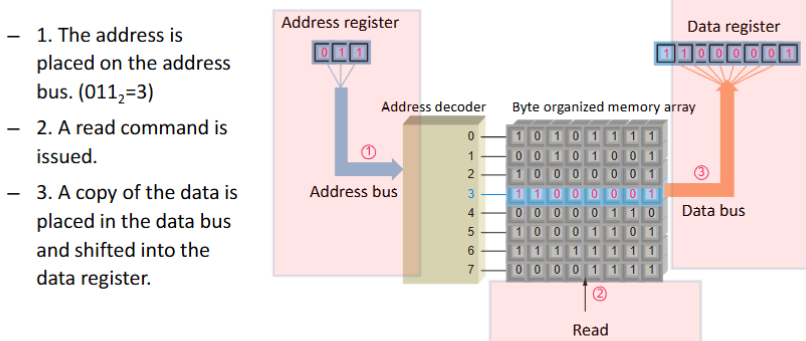 – 1. The address is
placed on the address
bus. (011₂=3)
– 2. A read command is
issued.
– 3. A copy of the data is
placed in the data bus
and shifted into the
data register.
Address register
0 1 1
Data register
1 1 0 0 0 0 0 1
Address decoder
Byte organized memory array
①
Address bus
0 1 0 1 0 1 1 1 1
1 0 0 1 0 1 0 0 1
2 1 0 0 0 0 0 0 1
3 1 1 0 0 0 0 0 1
4 0 0 0 0 0 1 1 0
5 1 0 0 0 1 1 0 1
6 1 1 1 1 1 1 1 1
7 0 0 0 0 1 1 1 1
③
Data bus
②
Read